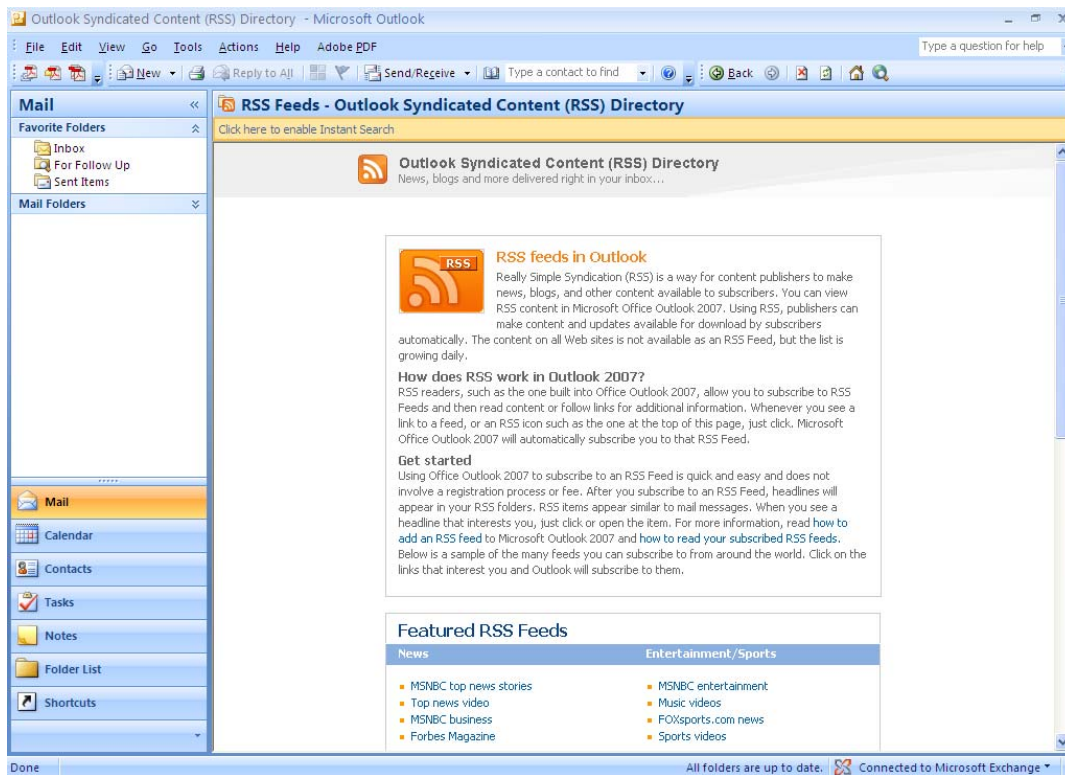 Outlook Syndicated Content (RSS) Directory - Microsoft Outlook
File Edit View Go Tools Actions Help Adobe PDF
Type a question for help
New Reply to All Send/Receive Type a contact to find Back
Mail
Favorite Folders
Inbox
For Follow Up
Sent Items
Mail Folders
Mail
Calendar
Contacts
Tasks
Notes
Folder List
Shortcuts
RSS Feeds - Outlook Syndicated Content (RSS) Directory
Click here to enable Instant Search
Outlook Syndicated Content (RSS) Directory
News, blogs and more delivered right in your inbox...
RSS
RSS feeds in Outlook
Really Simple Syndication (RSS) is a way for content publishers to make
news, blogs, and other content available to subscribers. You can view
RSS content in Microsoft Office Outlook 2007. Using RSS, publishers can
make content and updates available for download by subscribers
automatically. The content on all Web sites is not available as an RSS Feed, but the list is
growing daily.
How does RSS work in Outlook 2007?
RSS readers, such as the one built into Office Outlook 2007, allow you to subscribe to RSS
Feeds and then read content or follow links for additional information. Whenever you see a
link to a feed, or an RSS icon such as the one at the top of this page, just click. Microsoft
Office Outlook 2007 will automatically subscribe you to that RSS Feed.
Get started
Using Office Outlook 2007 to subscribe to an RSS Feed is quick and easy and does not
involve a registration process or fee. After you subscribe to an RSS Feed, headlines will
appear in your RSS folders. RSS items appear similar to mail messages. When you see a
headline that interests you, just click or open the item. For more information, read how to
add an RSS feed to Microsoft Outlook 2007 and how to read your subscribed RSS feeds.
Below is a sample of the many feeds you can subscribe to from around the world. Click on the
links that interest you and Outlook will subscribe to them.
Featured RSS Feeds
News
MSNBC top news stories
Top news video
MSNBC business
Forbes Magazine
Entertainment/Sports
MSNBC entertainment
Music videos
FOXsports.com news
Sports videos
Done
All folders are up to date. Connected to Microsoft Exchange